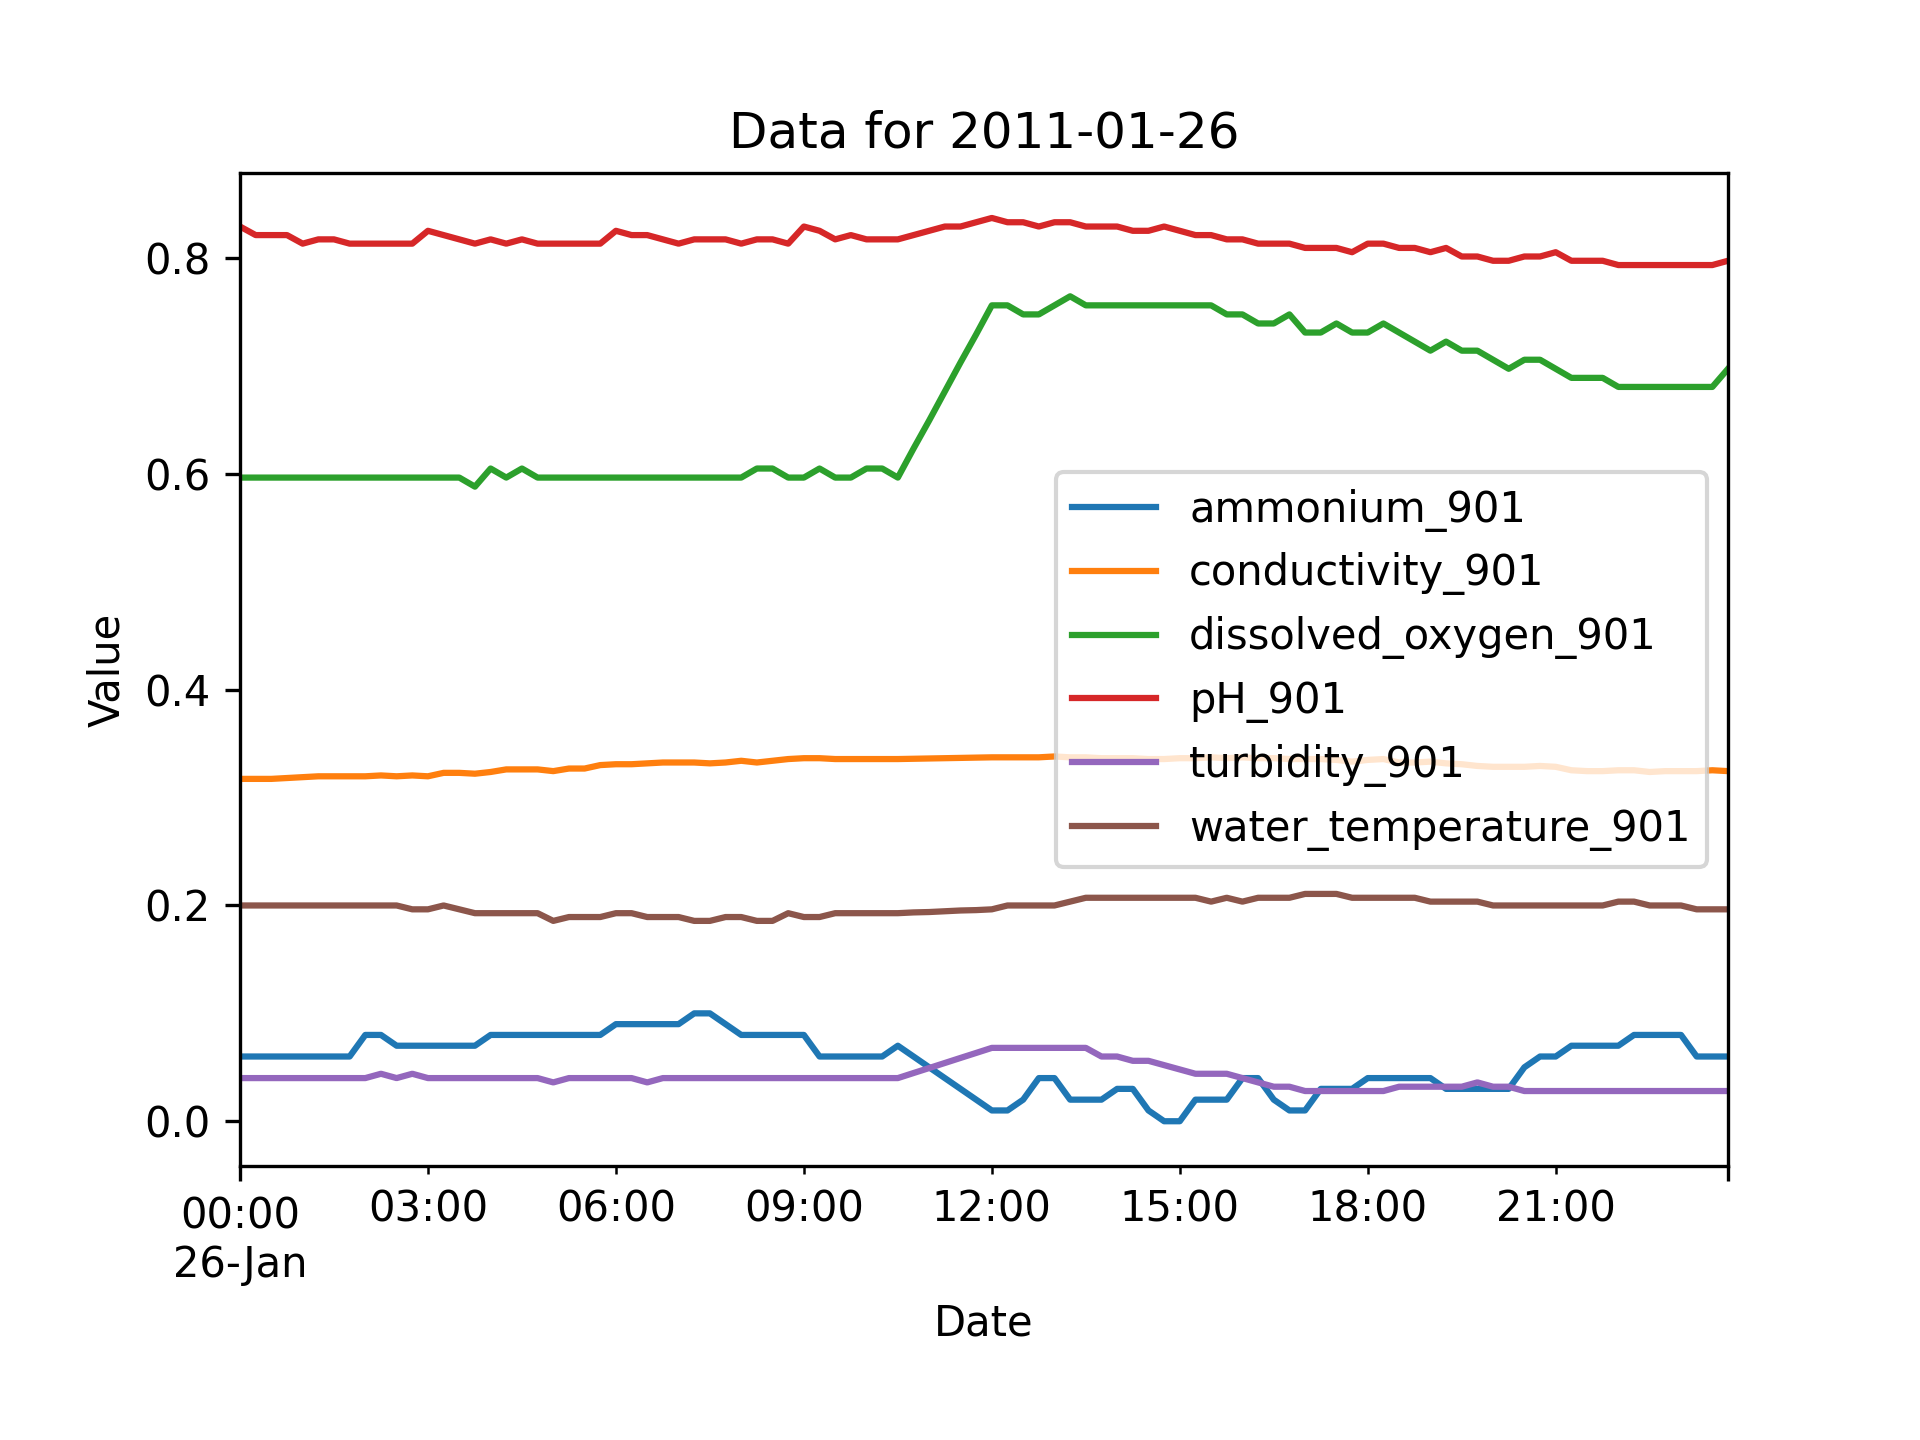 Data for 2011-01-26
Value
0.8
0.6
0.4
0.2
0.0
ammonium_901
conductivity_901
dissolved_oxygen_901
pH_901
turbidity_901
water_temperature_901
00:00 03:00 06:00 09:00 12:00 15:00 18:00 21:00
26-Jan
Date